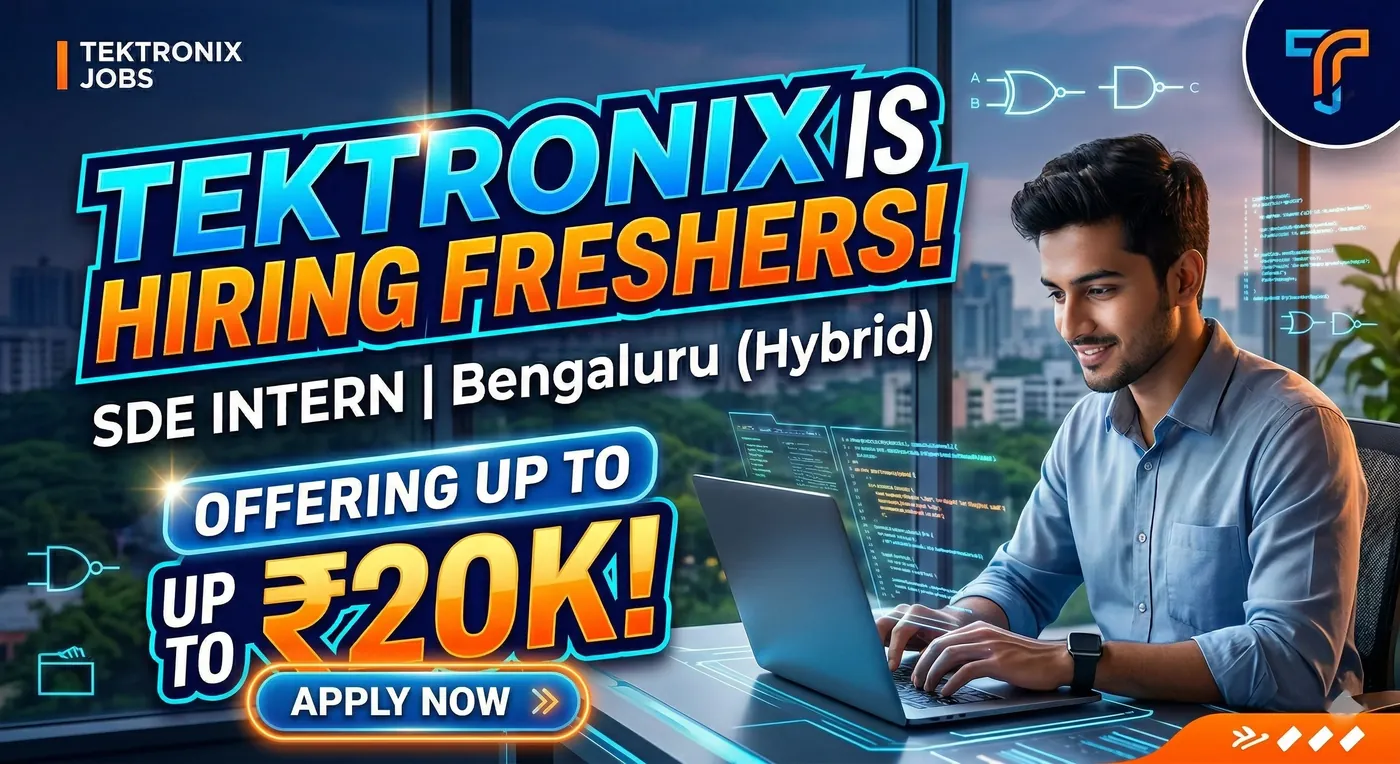 TEKTRONIX
JOBS
TEKTRONIX IS
HIRING FRESHERS!
SDE INTERN | Bengaluru (Hybrid)
OFFERING UP TO
UP
TO
₹20K!
APPLY NOW »
A
B
C